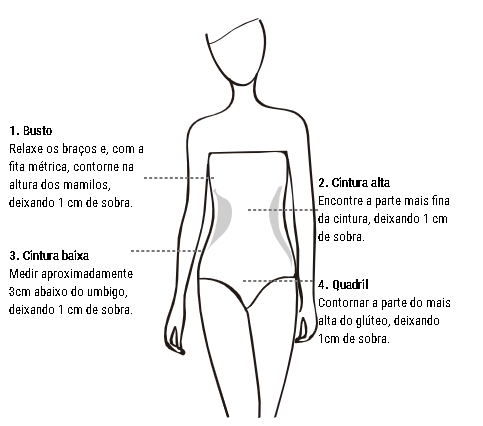 1. Busto
Relaxe os braços e, com a
fita métrica, contorne na
altura dos mamilos,
deixando 1 cm de sobra.
2. Cintura alta
Encontre a parte mais fina
da cintura, deixando 1 cm
de sobra.
3. Cintura baixa
Medir aproximadamente
3cm abaixo do umbigo,
deixando 1 cm de sobra.
4. Quadril
Contornar a parte do mais
alta do glúteo, deixando
1cm de sobra.